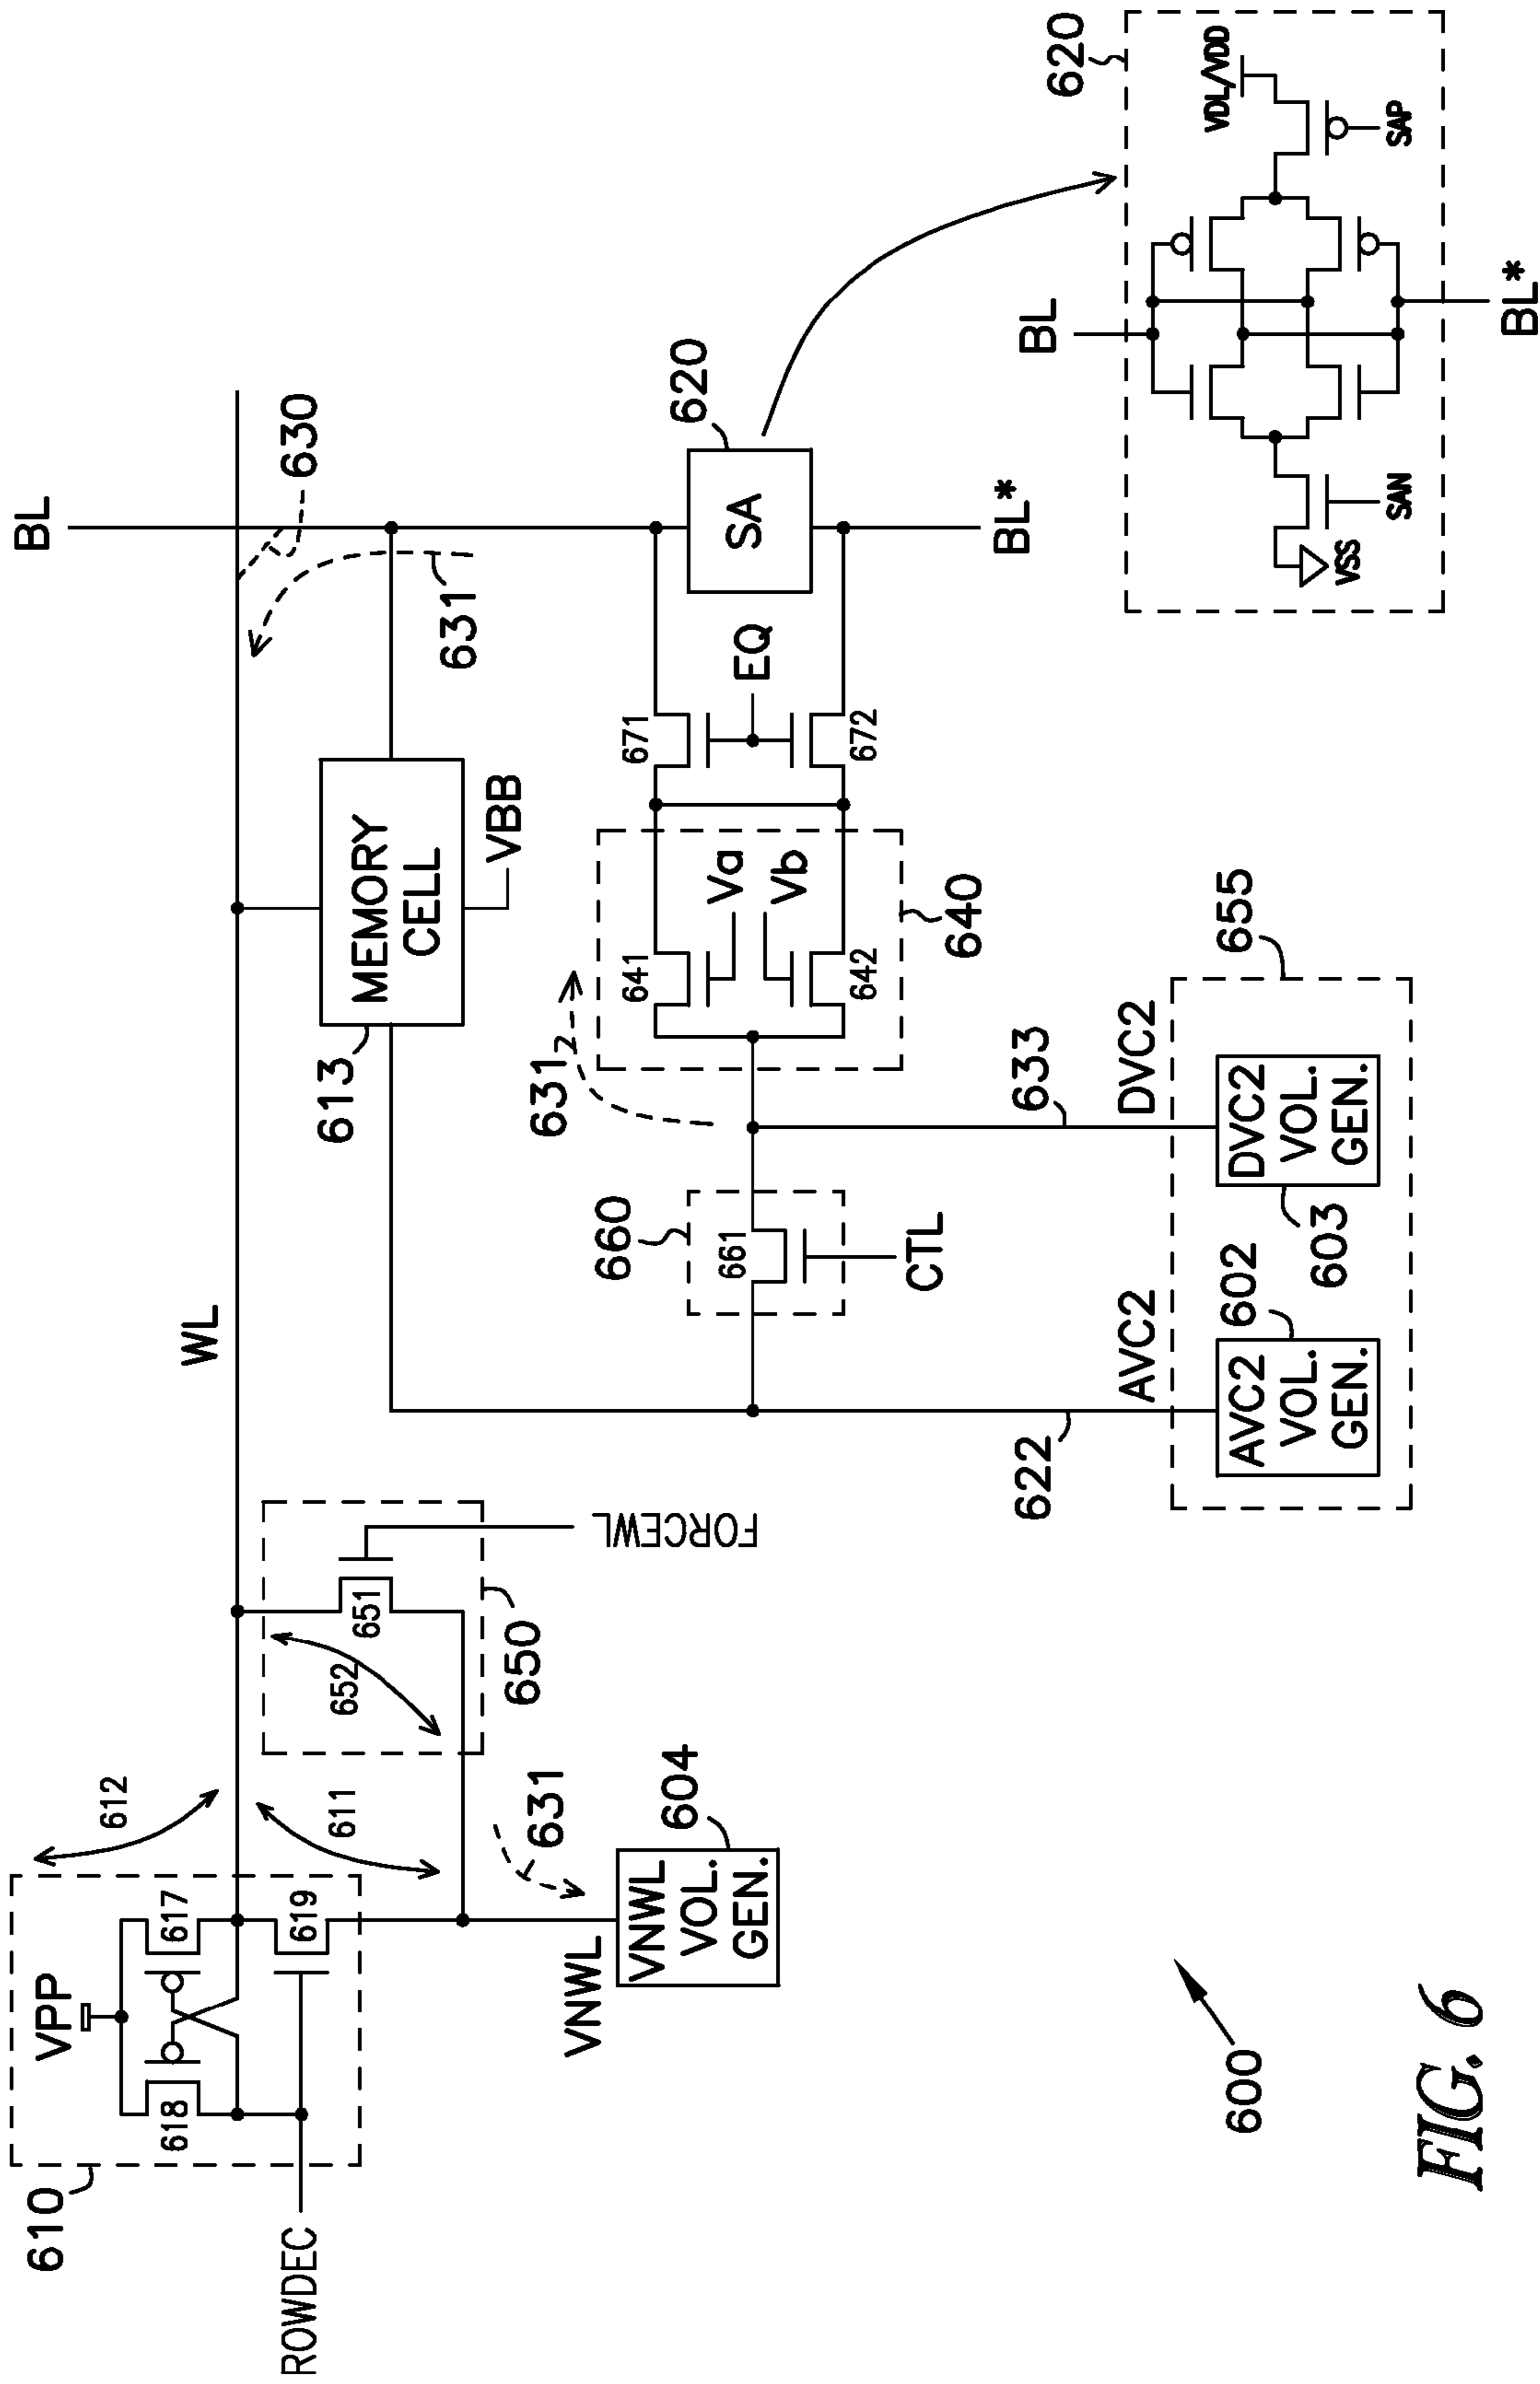 610
VPP
618
617
619
ROWDEC
612
611
WL
VNWL
631
VNWL
VOL.
GEN.
604
652
651
650
FORCEWL
613
MEMORY
CELL
VBB
BL
630
631
660
661
CTL
631
641
642
Va
Vb
640
671
672
EQ
SA
620
BL*
622
AVC2
633
DVC2
AVC2
VOL.
GEN.
602
DVC2
VOL.
GEN.
603
655
620
BL
BL*
VSS
SAN
SAP
VDL/VDD
600
FIG. 6